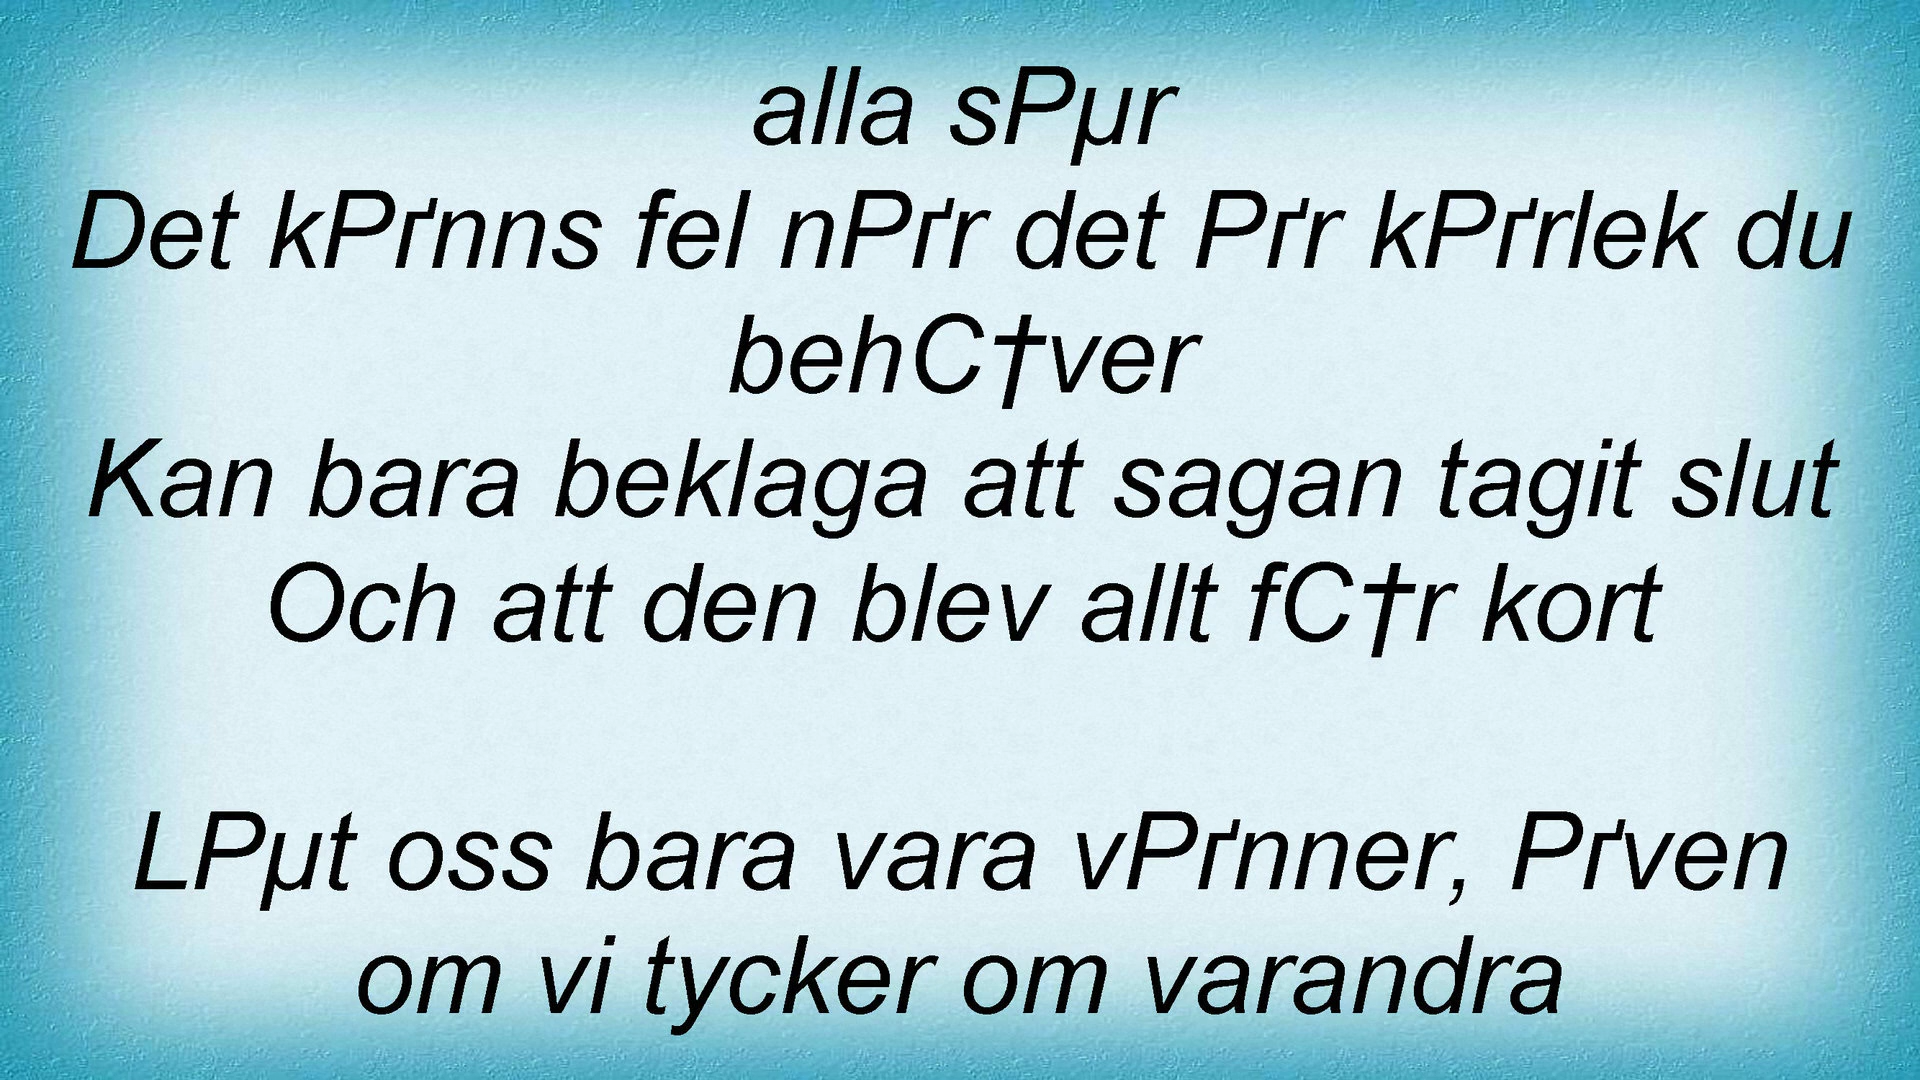 alla sPµr
Det kPґnns fel nPґr det Pґr kPґrlek du
behC†ver
Kan bara beklaga att sagan tagit slut
Och att den blev allt fC†r kort
LPµt oss bara vara vPґnner, Pґven
om vi tycker om varandra